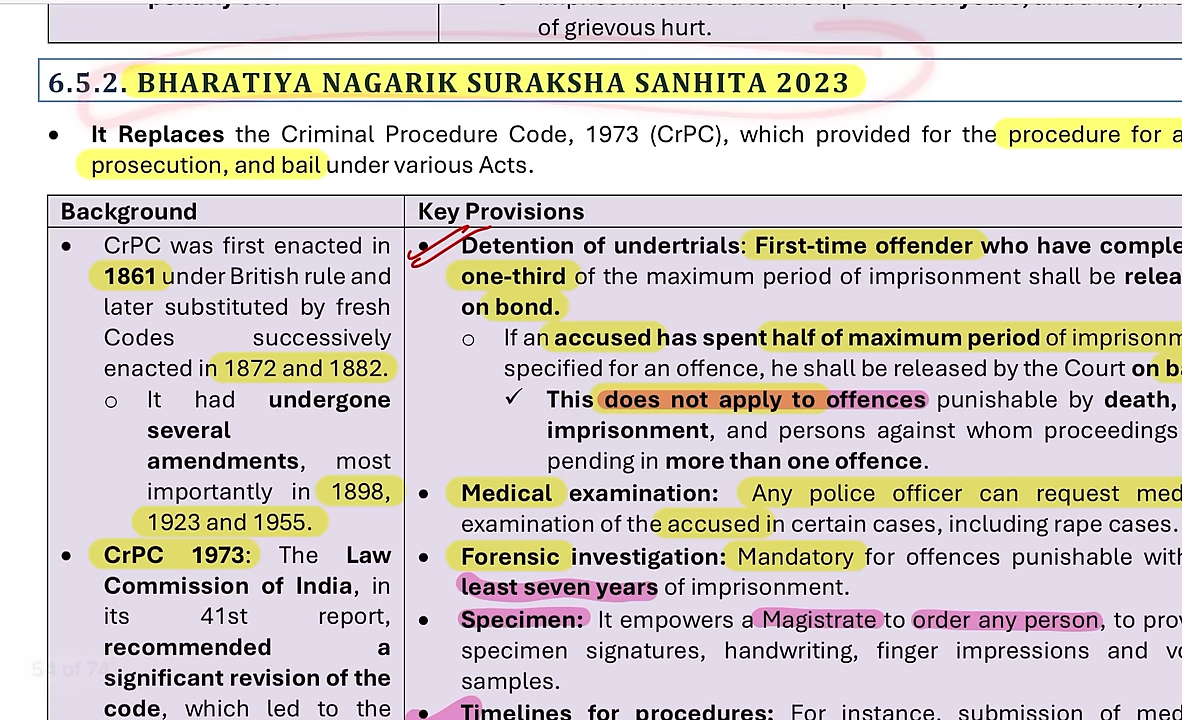 of grievous hurt.
6.5.2. BHARATIYA NAGARIK SURAKSHA SANHITA 2023
• It Replaces the Criminal Procedure Code, 1973 (CrPC), which provided for the procedure for
prosecution, and bail under various Acts.
Background
• CrPC was first enacted in
1861 under British rule and
later substituted by fresh
Codes successively
enacted in 1872 and 1882.
o It had undergone
several
amendments, most
importantly in 1898,
1923 and 1955.
• CrPC 1973: The Law
Commission of India, in
its 41st report,
recommended a
significant revision of the
code, which led to the
Key Provisions
• Detention of undertrials: First-time offender who have
one-third of the maximum period of imprisonment shall be
on bond.
o If an accused has spent half of maximum period of
specified for an offence, he shall be released by the Court on
✓ This does not apply to offences punishable by death,
imprisonment, and persons against whom proceedings
pending in more than one offence.
• Medical examination: Any police officer can request
examination of the accused in certain cases, including rape cases.
• Forensic investigation: Mandatory for offences punishable
least seven years of imprisonment.
• Specimen: It empowers a Magistrate to order any person, to
specimen signatures, handwriting, finger impressions and
samples.
• Timelines for procedures: For instance, submission of
54 of 74